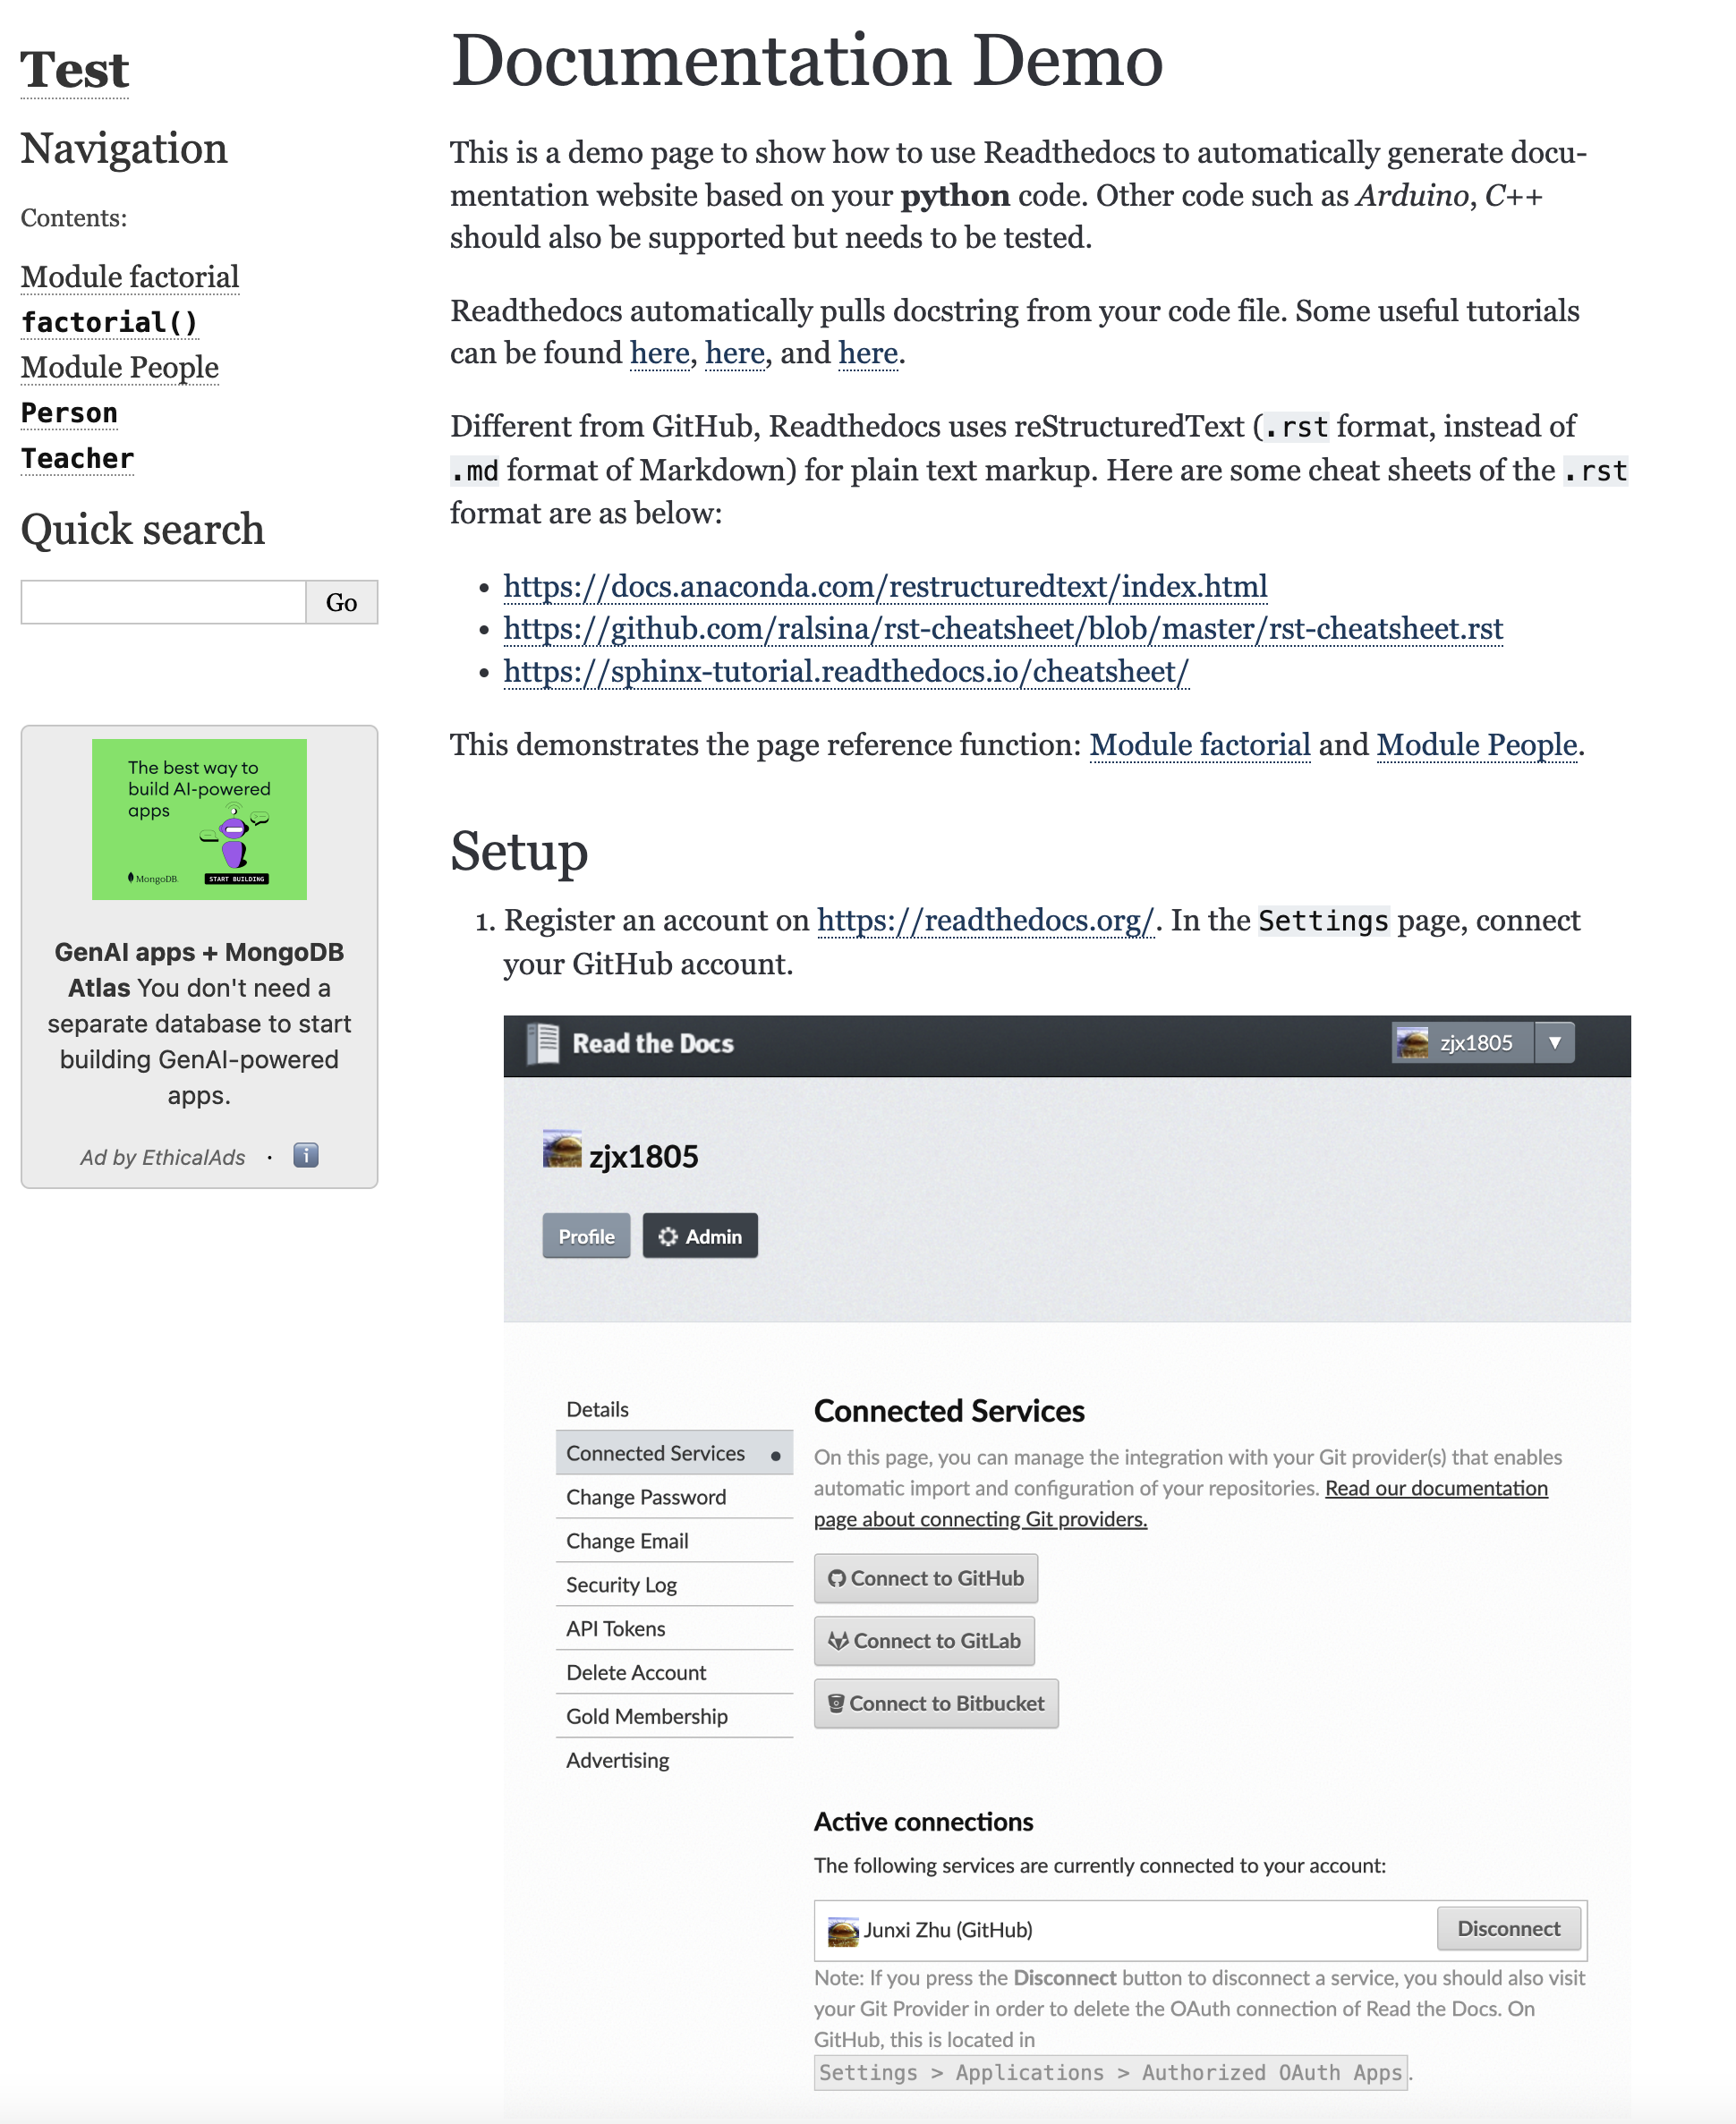 Test
Navigation
Contents:
Module factorial
factorial()
Module People
Person
Teacher
Quick search
Go
The best way to
build AI-powered
apps
MongoDB.
START BUILDING
GenAI apps + MongoDB
Atlas You don't need a
separate database to start
building GenAI-powered
apps.
Ad by EthicalAds · i
Documentation Demo
This is a demo page to show how to use Readthedocs to automatically generate docu-
mentation website based on your python code. Other code such as Arduino, C++
should also be supported but needs to be tested.
Readthedocs automatically pulls docstring from your code file. Some useful tutorials
can be found here, here, and here.
Different from GitHub, Readthedocs uses reStructuredText (.rst format, instead of
.md format of Markdown) for plain text markup. Here are some cheat sheets of the .rst
format are as below:
• https://docs.anaconda.com/restructuredtext/index.html
• https://github.com/ralsina/rst-cheatsheet/blob/master/rst-cheatsheet.rst
• https://sphinx-tutorial.readthedocs.io/cheatsheet/
This demonstrates the page reference function: Module factorial and Module People.
Setup
1. Register an account on https://readthedocs.org/. In the Settings page, connect
your GitHub account.
Read the Docs
zjx1805 ▼
zjx1805
Profile
Admin
Details
Connected Services
Change Password
Change Email
Security Log
API Tokens
Delete Account
Gold Membership
Advertising
Connected Services
On this page, you can manage the integration with your Git provider(s) that enables
automatic import and configuration of your repositories. Read our documentation
page about connecting Git providers.
Connect to GitHub
Connect to GitLab
Connect to Bitbucket
Active connections
The following services are currently connected to your account:
Junxi Zhu (GitHub)
Disconnect
Note: If you press the Disconnect button to disconnect a service, you should also visit
your Git Provider in order to delete the OAuth connection of Read the Docs. On
GitHub, this is located in
Settings > Applications > Authorized OAuth Apps.